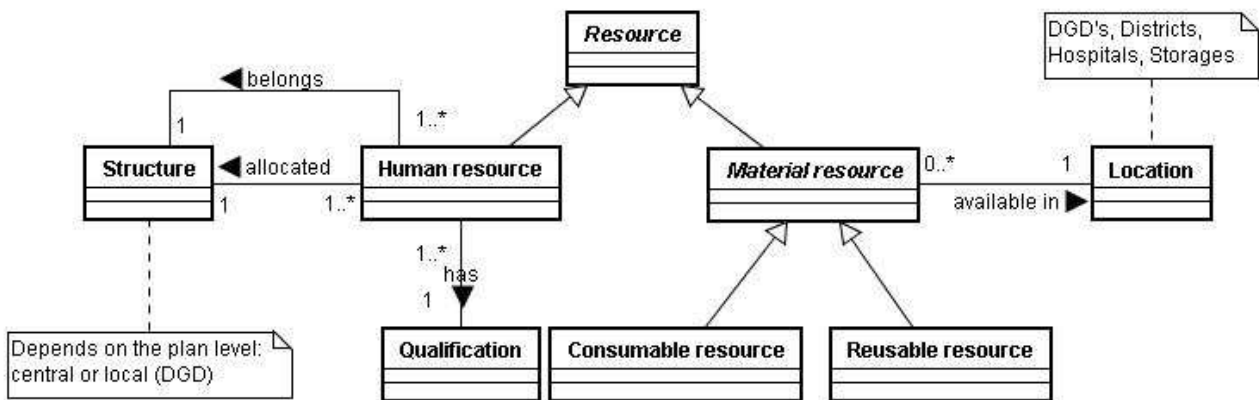 Resource
DGD's, Districts,
Hospitals, Storages
belongs
1
1..*
Structure
allocated
Human resource
1
1..*
Material resource
0..*
1
Location
available in
1..*
has
1
Depends on the plan level:
central or local (DGD)
Qualification
Consumable resource
Reusable resource